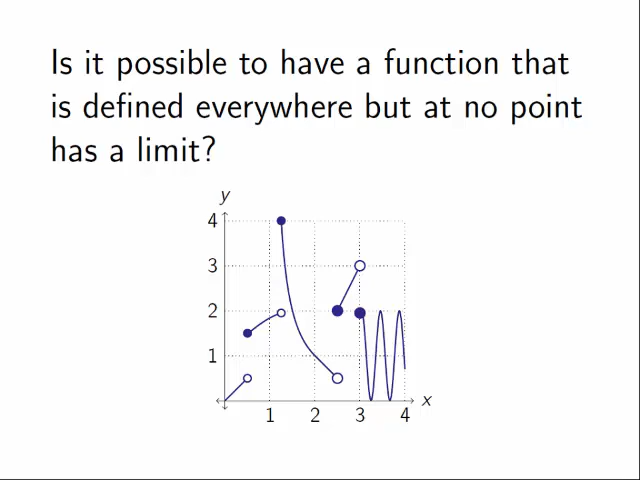 Is it possible to have a function that
is defined everywhere but at no point
has a limit?
y
4
3
2
1
1 2 3 4 x